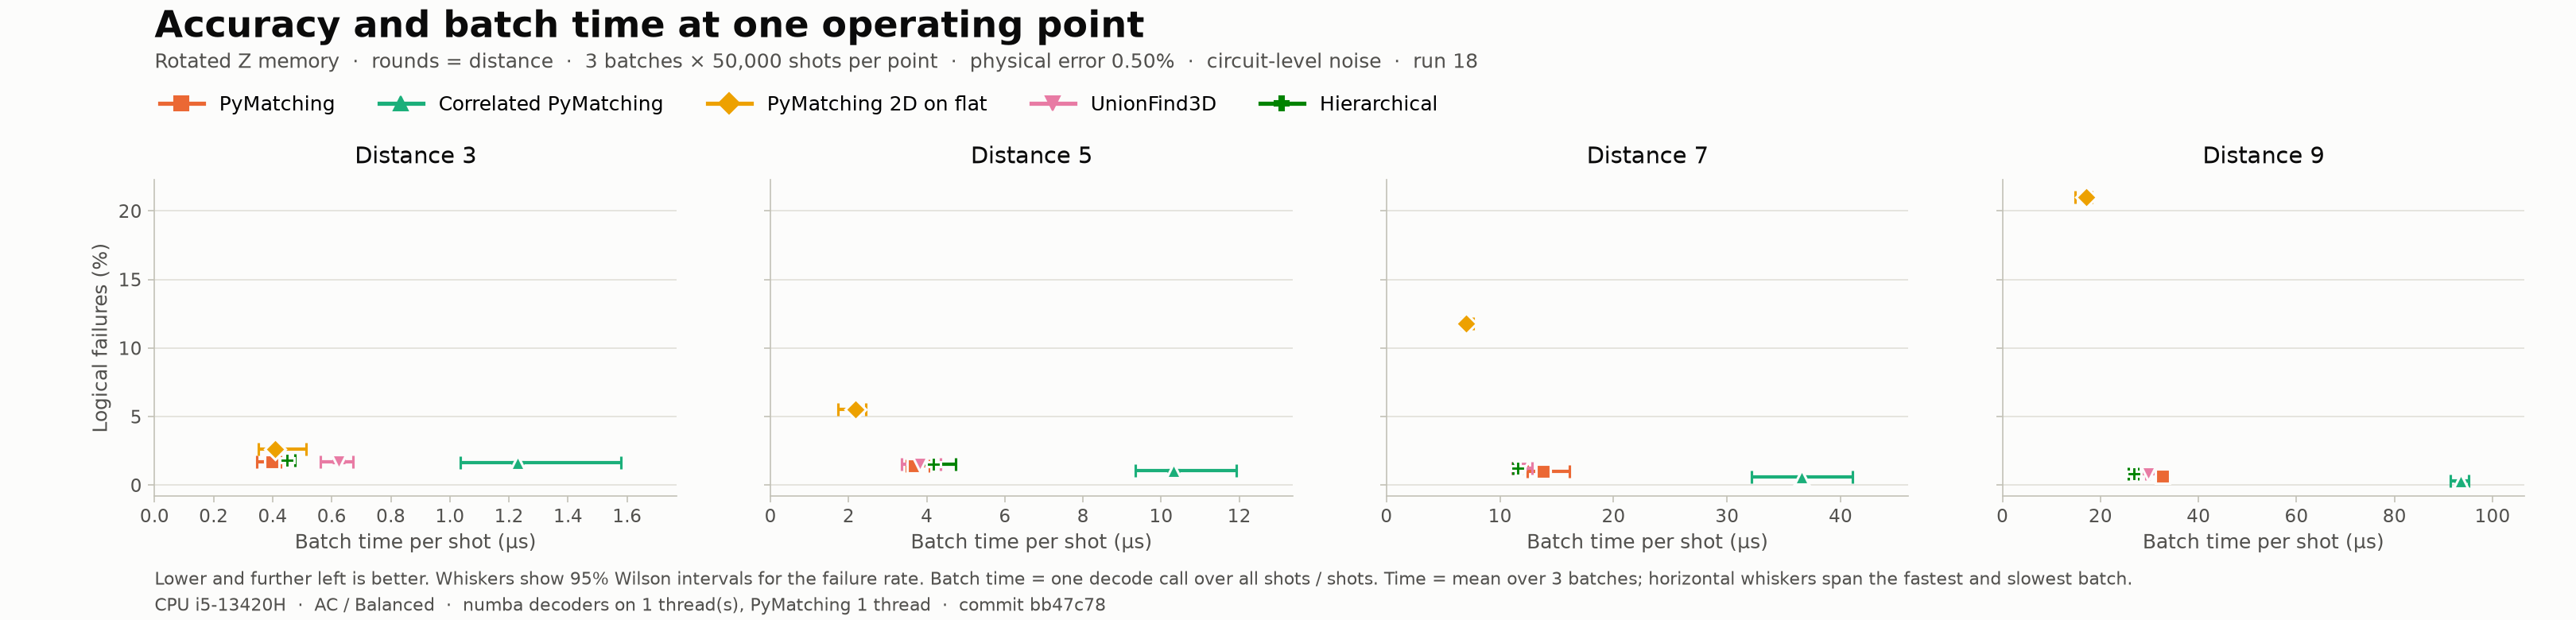 Accuracy and batch time at one operating point
Rotated Z memory · rounds = distance · 3 batches × 50,000 shots per point · physical error 0.50% · circuit-level noise · run 18
PyMatching Correlated PyMatching PyMatching 2D on flat UnionFind3D Hierarchical
Distance 3 Distance 5 Distance 7 Distance 9
Logical failures (%)
20
15
10
5
0
0.0 0.2 0.4 0.6 0.8 1.0 1.2 1.4 1.6
0 2 4 6 8 10 12
0 10 20 30 40
0 20 40 60 80 100
Batch time per shot (µs) Batch time per shot (µs) Batch time per shot (µs) Batch time per shot (µs)
Lower and further left is better. Whiskers show 95% Wilson intervals for the failure rate. Batch time = one decode call over all shots / shots. Time = mean over 3 batches; horizontal whiskers span the fastest and slowest batch.
CPU i5-13420H · AC / Balanced · numba decoders on 1 thread(s), PyMatching 1 thread · commit bb47c78